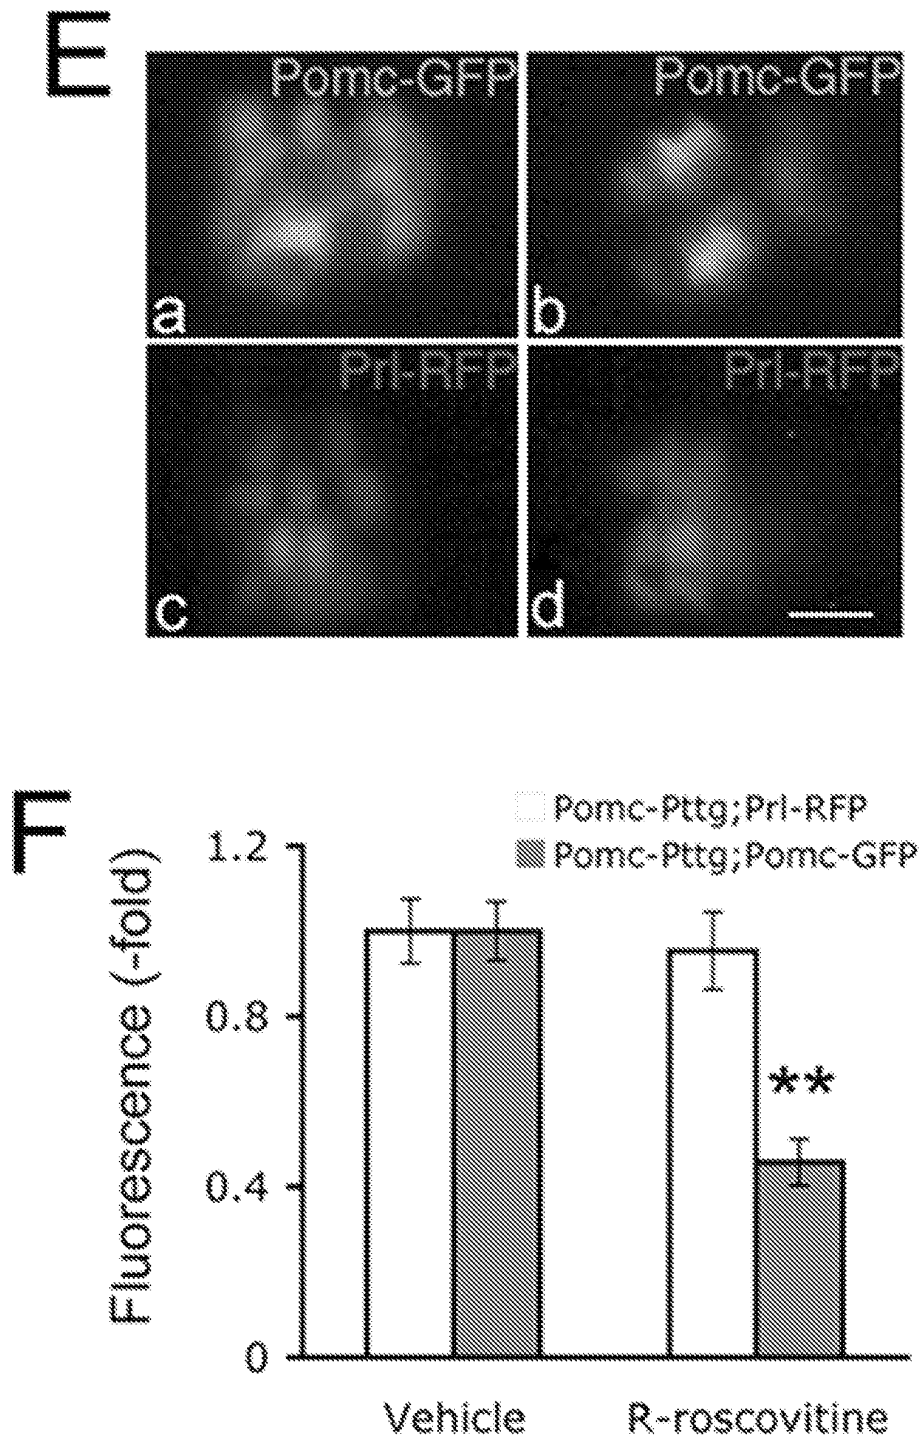 E
Pomc-GFP
Pomc-GFP
a
b
Prl-RFP
Prl-RFP
c
d
F
Pomc-Pttg;Prl-RFP
Pomc-Pttg;Pomc-GFP
Fluorescence (-fold)
1.2
0.8
0.4
0
**
Vehicle
R-roscovitine